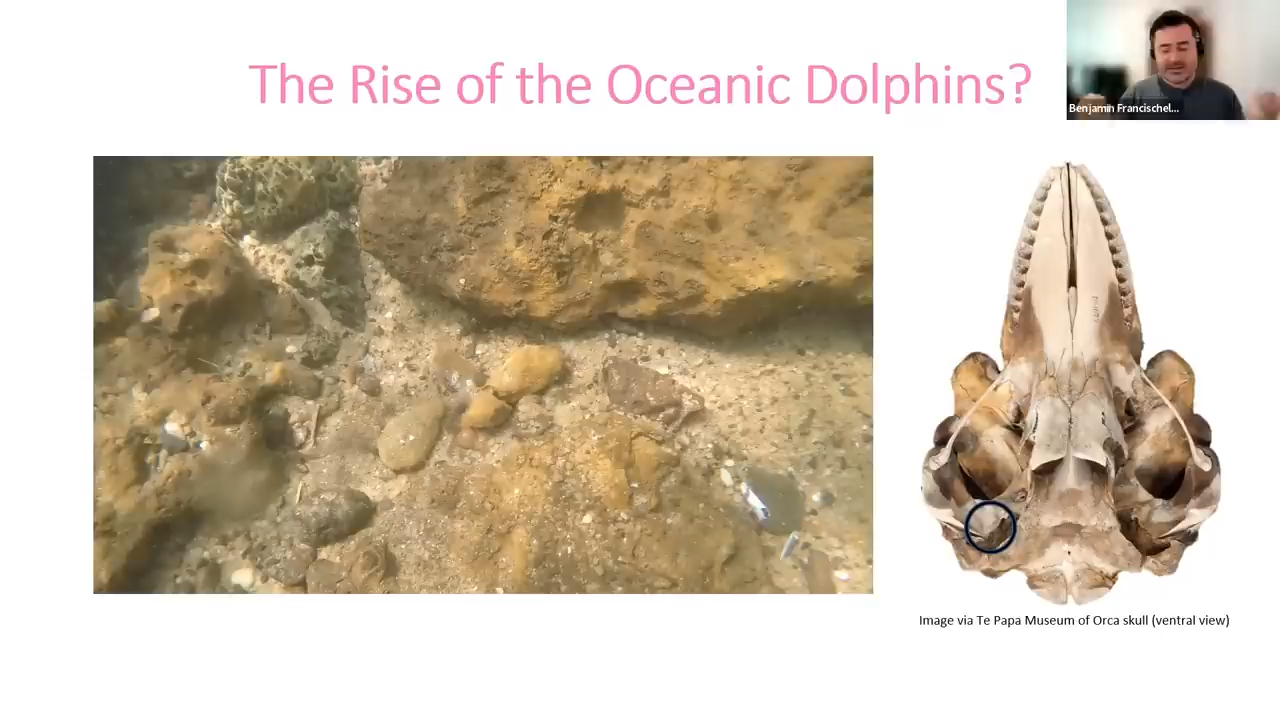 The Rise of the Oceanic Dolphins?
Benjamin Francischel...
Image via Te Papa Museum of Orca skull (ventral view)